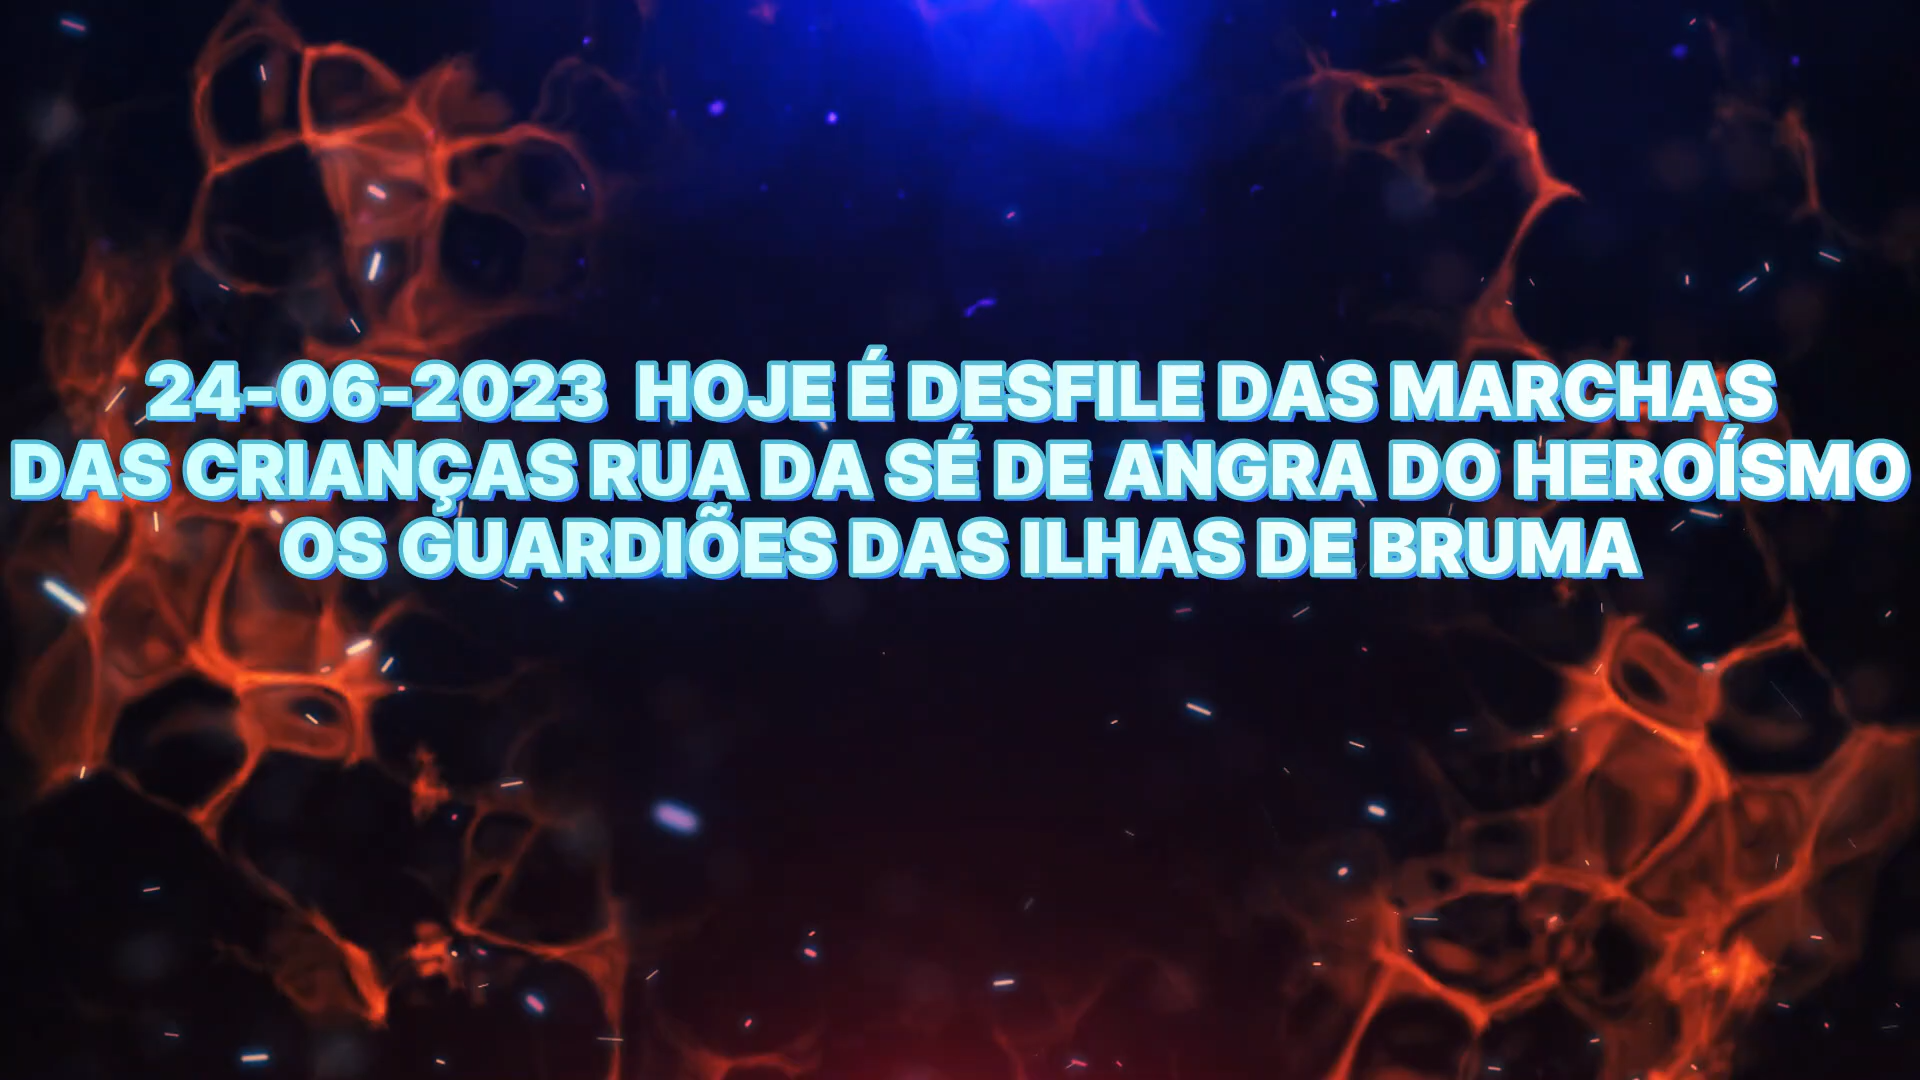 24-06-2023  HOJE É DESFILE DAS MARCHAS
DAS CRIANÇAS RUA DA SÉ DE ANGRA DO HEROÍSMO
OS GUARDIÕES DAS ILHAS DE BRUMA